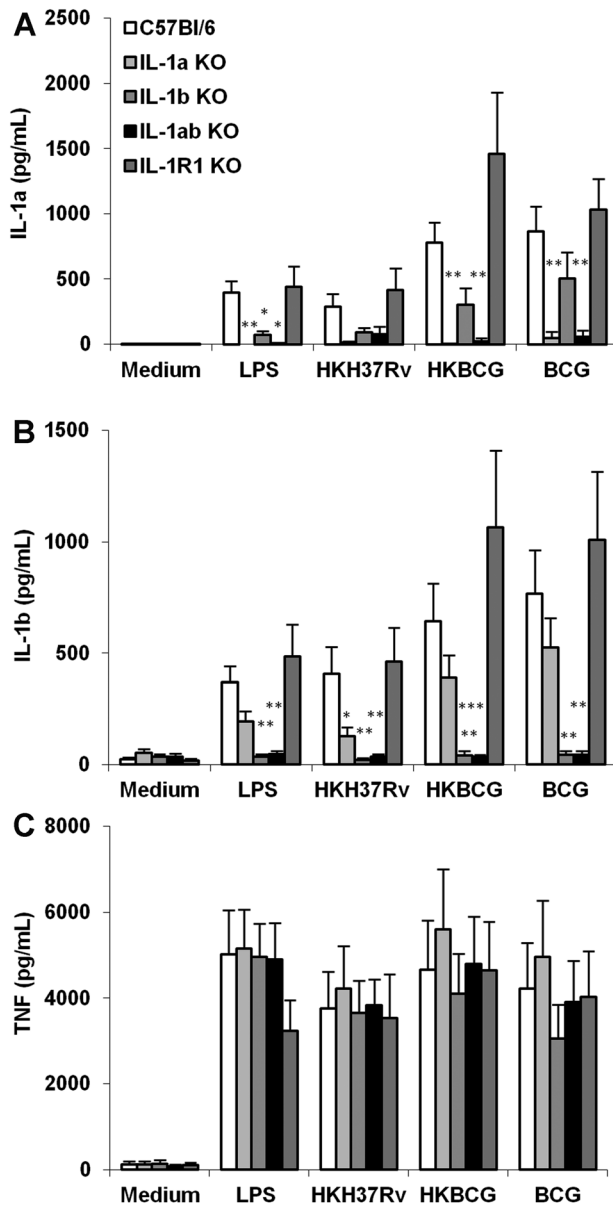 A
2500
2000
1500
1000
500
0
IL-1a (pg/mL)
C57Bl/6
IL-1a KO
IL-1b KO
IL-1ab KO
IL-1R1 KO
** * * ** ** ** **
Medium LPS HKH37Rv HKBCG BCG
B
1500
1000
500
0
IL-1b (pg/mL)
** ** * ** ** *** ** ** **
Medium LPS HKH37Rv HKBCG BCG
C
8000
6000
4000
2000
0
TNF (pg/mL)
Medium LPS HKH37Rv HKBCG BCG